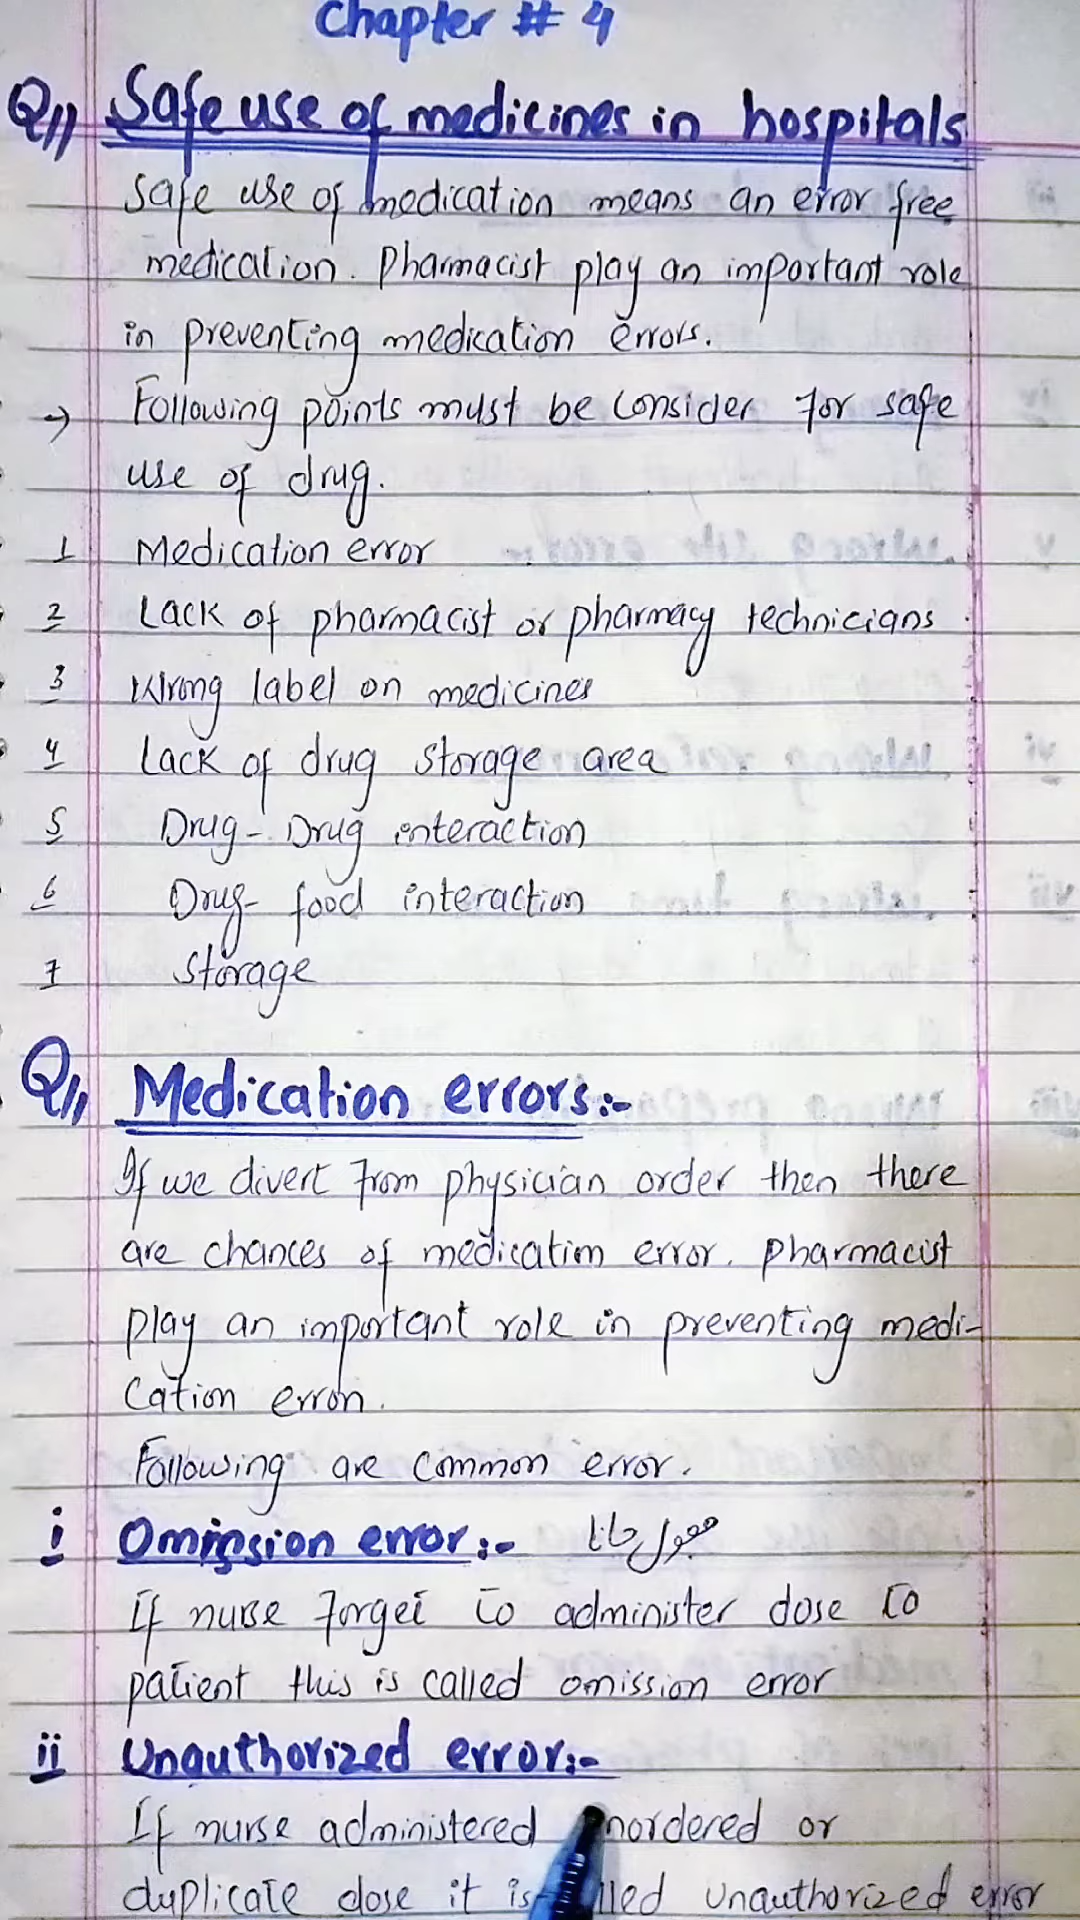 Chapter # 4
Q// Safe use of medicines in hospitals
Safe use of medication means an error free
medication. Pharmacist play an important role
in preventing medication errors.
→ Following points must be consider for safe
use of drug.
1 Medication error
2 Lack of pharmacist or pharmacy technicians
3 Wrong label on medicines
4 Lack of drug storage area
5 Drug-Drug interaction
6 Drug-food interaction
7 Storage
Q// Medication errors:-
If we divert from physician order then there
are chances of medication error. Pharmacist
play an important role in preventing medi-
cation error.
Following are common error.
i Omission error:- بھول جانا
If nurse forget to administer dose to
patient this is called omission error
ii Unauthorized error:-
If nurse administered unordered or
duplicate dose it is called unauthorized error